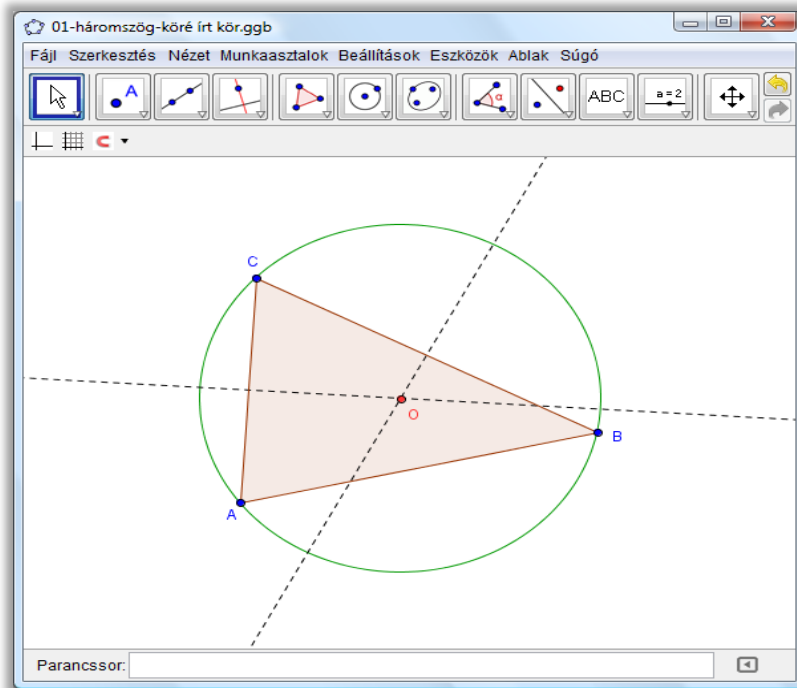 01-háromszög-köré írt kör.ggb
Fájl Szerkesztés Nézet Munkaasztalok Beállítások Eszközök Ablak Súgó
A α ABC a = 2
C
O
B
A
Parancssor: